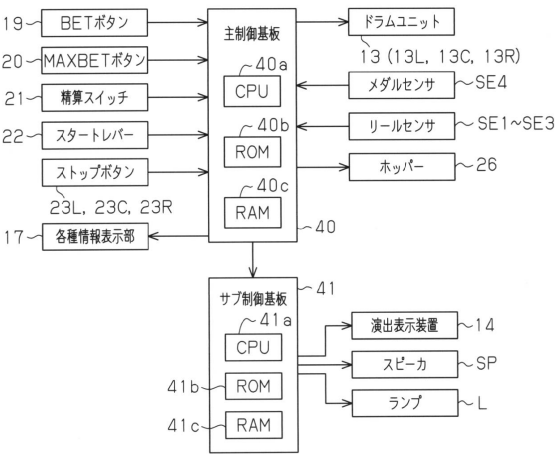 19
BETボタン
20
MAXBETボタン
21
精算スイッチ
22
スタートレバー
ストップボタン
23L, 23C, 23R
17
各種情報表示部
主制御基板
40a
CPU
40b
ROM
40c
RAM
40
ドラムユニット
13 (13L, 13C, 13R)
メダルセンサ
SE4
リールセンサ
SE1~SE3
ホッパー
26
サブ制御基板
41
41a
CPU
41b
ROM
41c
RAM
演出表示装置
14
スピーカ
SP
ランプ
L